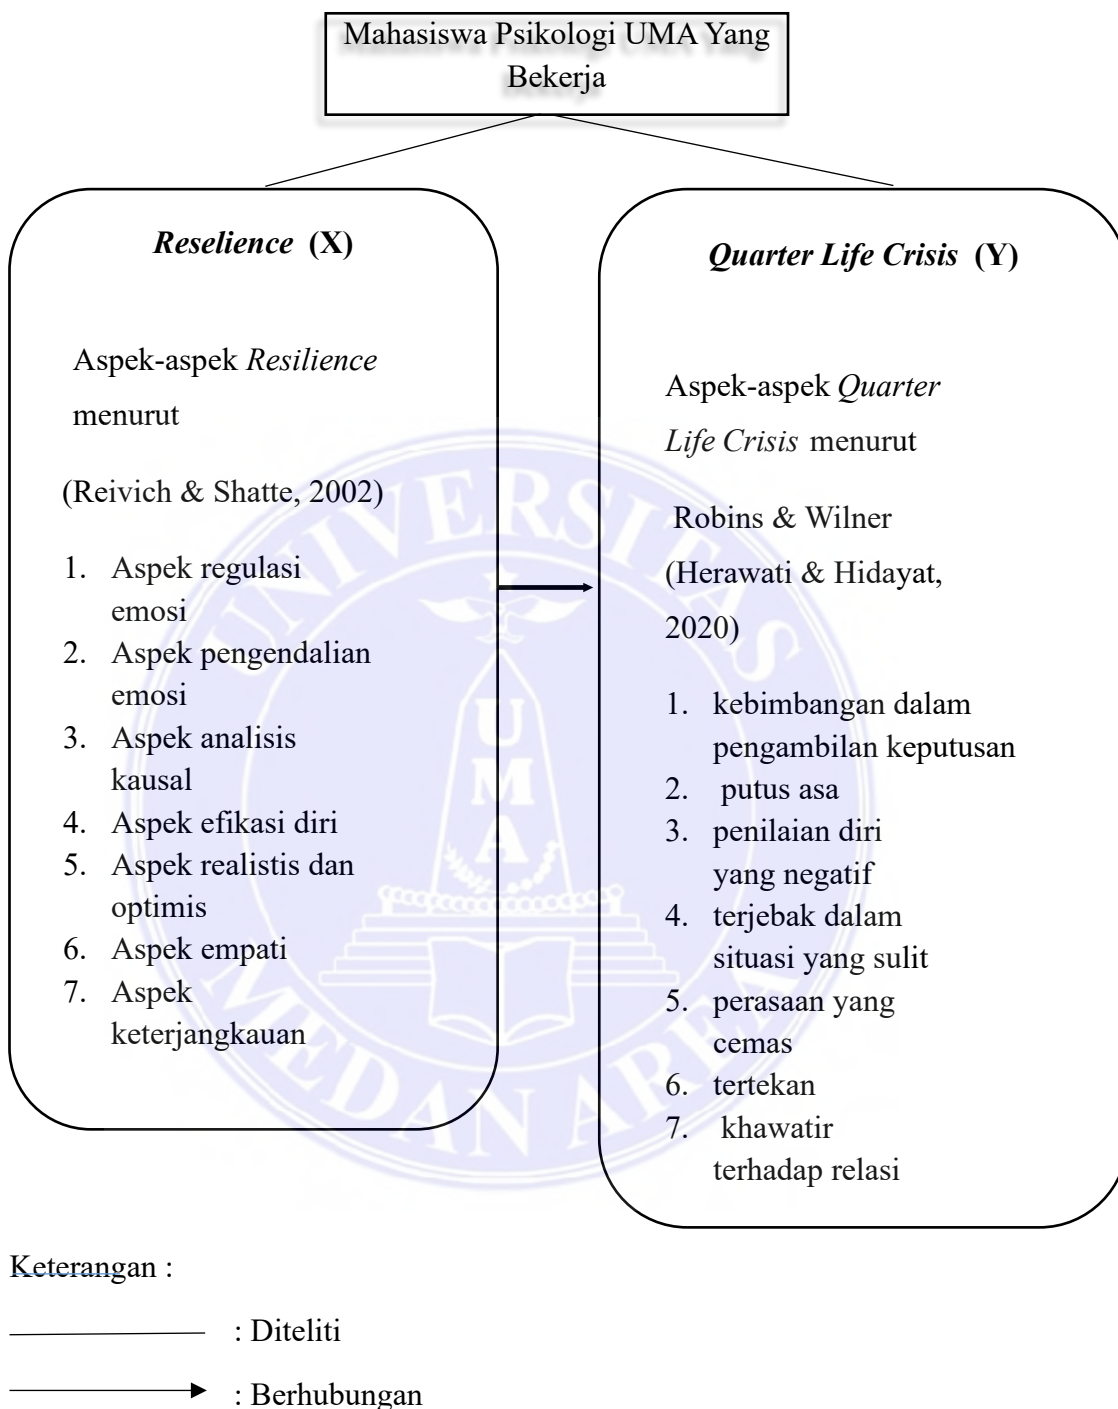 Mahasiswa Psikologi UMA Yang
Bekerja
Reselience (X)
Aspek-aspek Resilience
menurut
(Reivich & Shatte, 2002)
1. Aspek regulasi
emosi
2. Aspek pengendalian
emosi
3. Aspek analisis
kausal
4. Aspek efikasi diri
5. Aspek realistis dan
optimis
6. Aspek empati
7. Aspek
keterjangkauan
Quarter Life Crisis (Y)
Aspek-aspek Quarter
Life Crisis menurut
Robins & Wilner
(Herawati & Hidayat,
2020)
1. kebimbangan dalam
pengambilan keputusan
2. putus asa
3. penilaian diri
yang negatif
4. terjebak dalam
situasi yang sulit
5. perasaan yang
cemas
6. tertekan
7. khawatir
terhadap relasi
UNIVERSITAS
MEDAN AREA
UMA
Keterangan :
: Diteliti
: Berhubungan